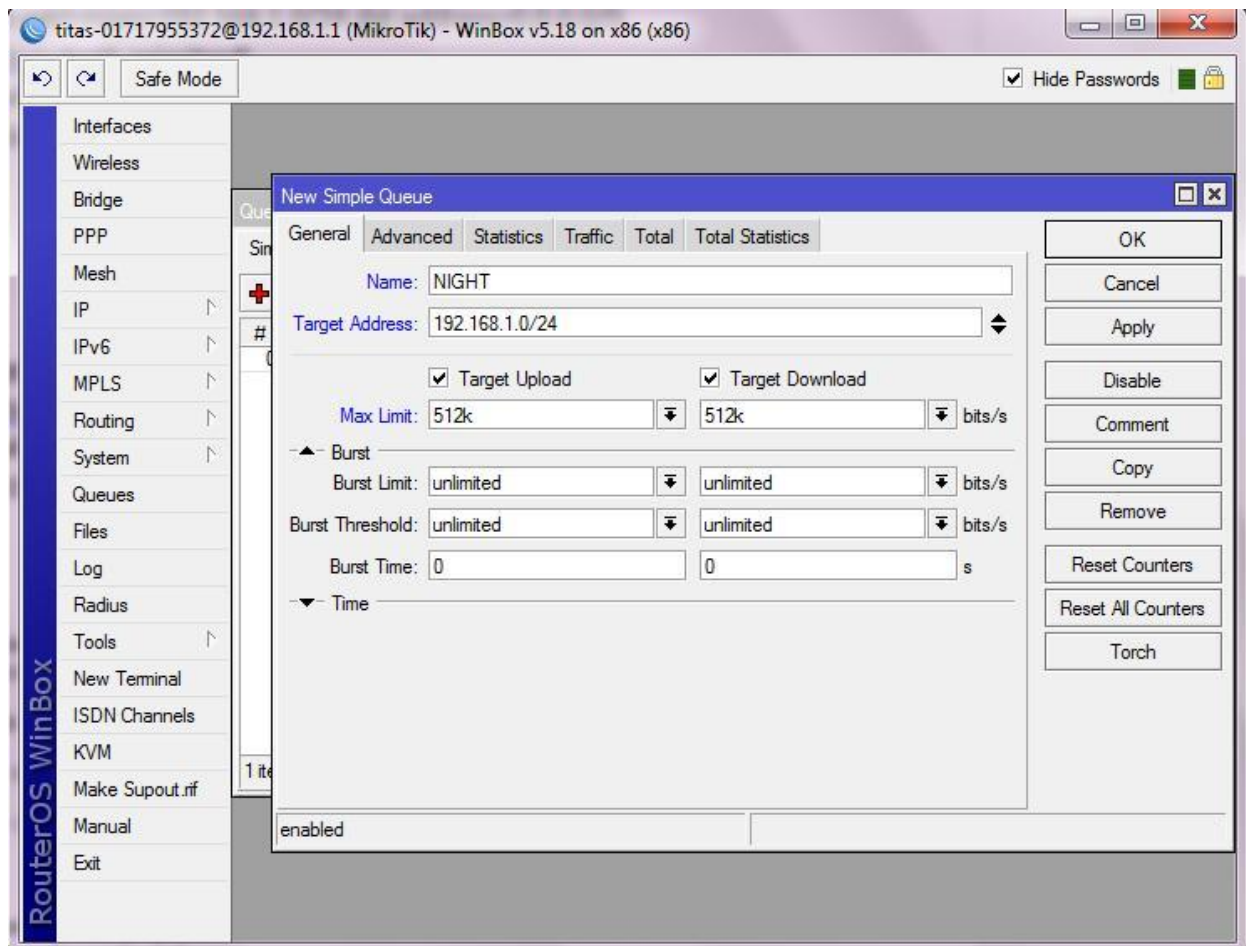 titas-01717955372@192.168.1.1 (MikroTik) - WinBox v5.18 on x86 (x86)
Safe Mode
Hide Passwords
RouterOS WinBox
Interfaces
Wireless
Bridge
PPP
Mesh
IP
IPv6
MPLS
Routing
System
Queues
Files
Log
Radius
Tools
New Terminal
ISDN Channels
KVM
Make Supout.rif
Manual
Exit
#
New Simple Queue
General Advanced Statistics Traffic Total Total Statistics
Name: NIGHT
Target Address: 192.168.1.0/24
Target Upload Target Download
Max Limit: 512k 512k bits/s
Burst
Burst Limit: unlimited unlimited bits/s
Burst Threshold: unlimited unlimited bits/s
Burst Time: 0 0 s
Time
enabled
OK
Cancel
Apply
Disable
Comment
Copy
Remove
Reset Counters
Reset All Counters
Torch